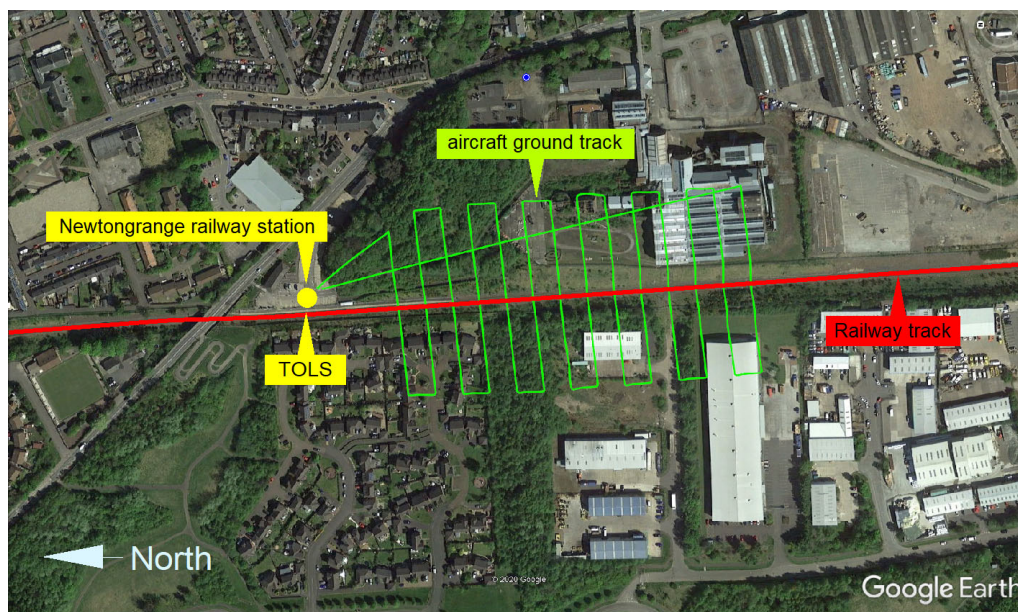 aircraft ground track
Newtongrange railway station
Railway track
TOLS
North
© 2020 Google
Google Earth